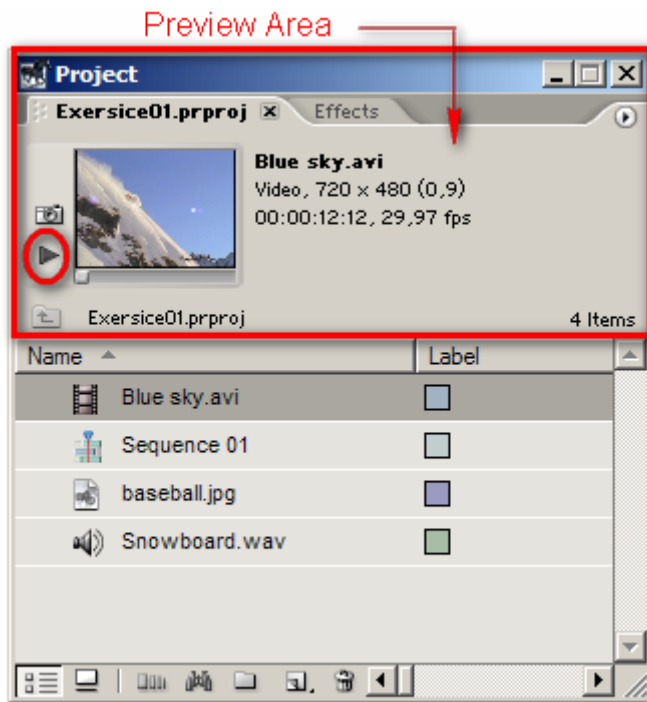 Preview Area
Project
Exersice01.prproj Effects
Blue sky.avi
Video, 720 x 480 (0,9)
00:00:12:12, 29,97 fps
Exersice01.prproj 4 Items
Name Label
Blue sky.avi
Sequence 01
baseball.jpg
Snowboard.wav